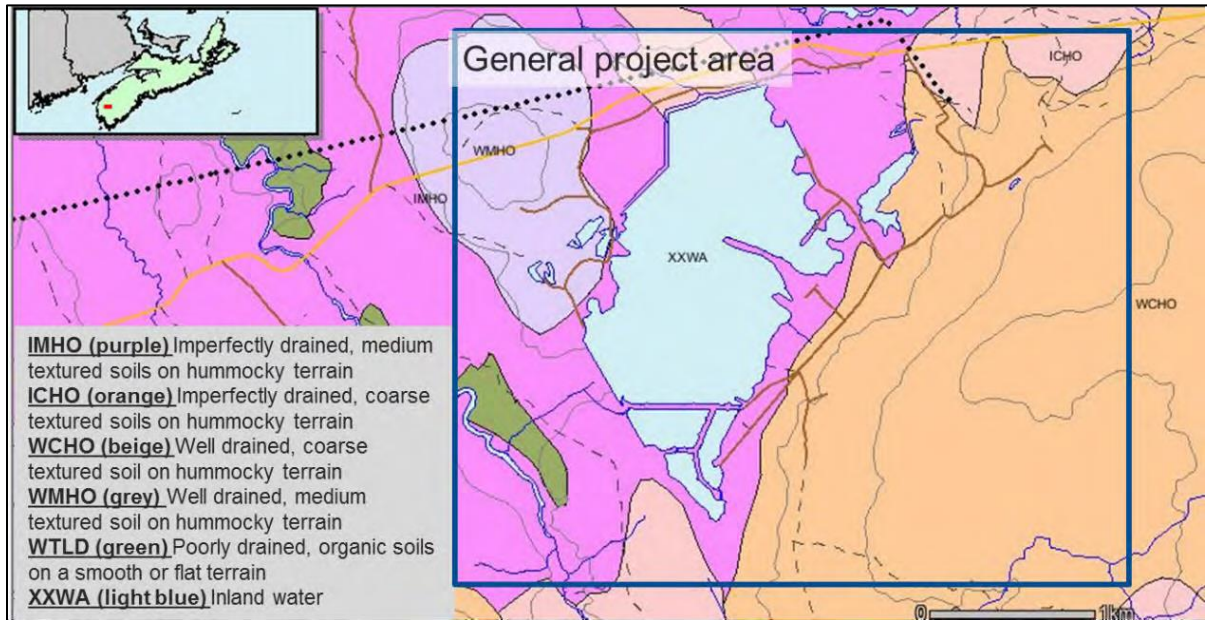 General project area
ICHO
WMHO
IMHO
XXWA
WCHO
IMHO (purple) Imperfectly drained, medium
textured soils on hummocky terrain
ICHO (orange) Imperfectly drained, coarse
textured soils on hummocky terrain
WCHO (beige) Well drained, coarse
textured soil on hummocky terrain
WMHO (grey) Well drained, medium
textured soil on hummocky terrain
WTLD (green) Poorly drained, organic soils
on a smooth or flat terrain
XXWA (light blue) Inland water
0 1km